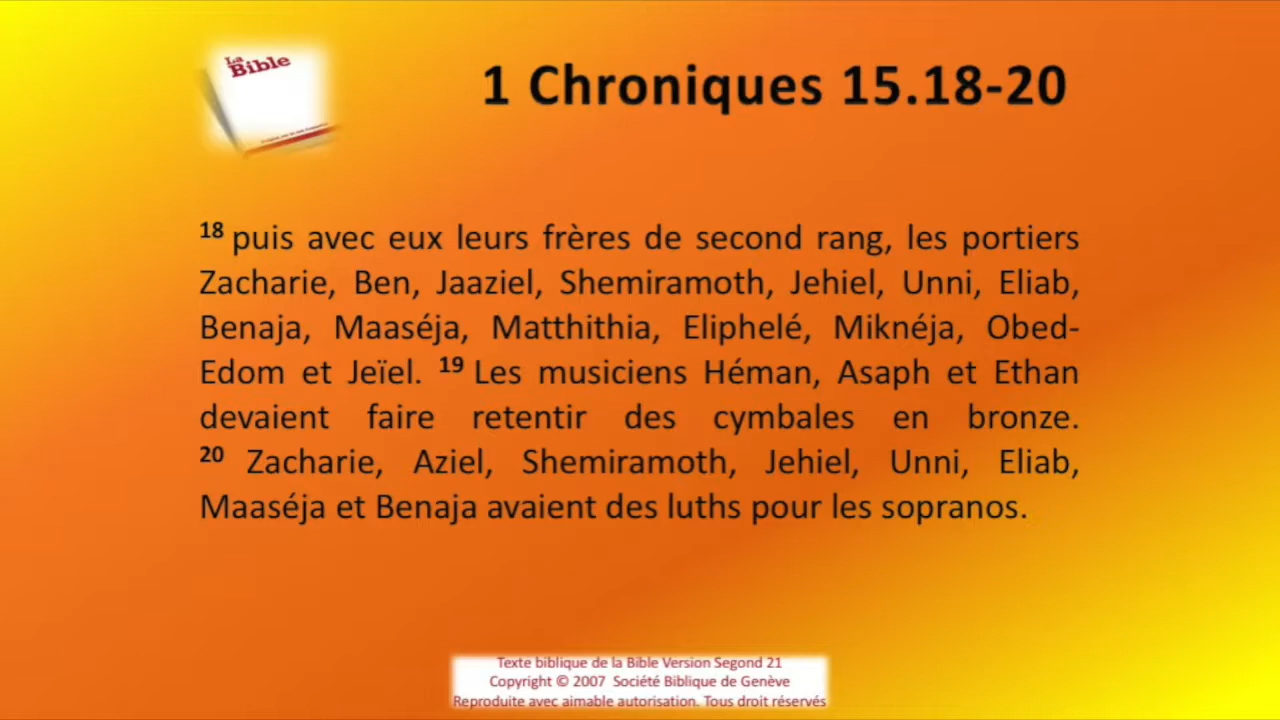 La
Bible
1 Chroniques 15.18-20
18 puis avec eux leurs frères de second rang, les portiers
Zacharie, Ben, Jaaziel, Shemiramoth, Jehiel, Unni, Eliab,
Benaja, Maaséja, Matthithia, Eliphelé, Miknéja, Obed-
Edom et Jeïel. 19 Les musiciens Héman, Asaph et Ethan
devaient faire retentir des cymbales en bronze.
20 Zacharie, Aziel, Shemiramoth, Jehiel, Unni, Eliab,
Maaséja et Benaja avaient des luths pour les sopranos.
Texte biblique de la Bible Version Segond 21
Copyright © 2007 Société Biblique de Genève
Reproduite avec aimable autorisation. Tous droit réservés